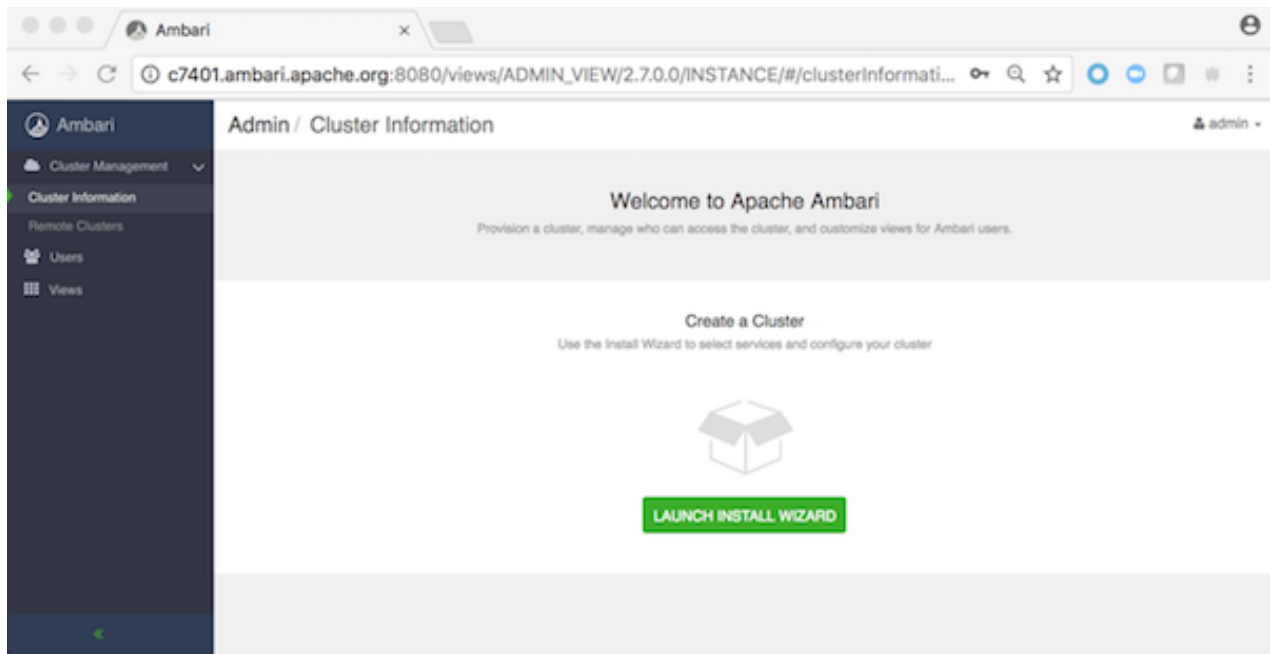 Ambari
c7401.ambari.apache.org:8080/views/ADMIN_VIEW/2.7.0.0/INSTANCE/#/clusterInformati...
Ambari
Admin / Cluster Information
admin
Cluster Management
Cluster Information
Remote Clusters
Users
Views
Welcome to Apache Ambari
Provision a cluster, manage who can access the cluster, and customize views for Ambari users.
Create a Cluster
Use the Install Wizard to select services and configure your cluster
LAUNCH INSTALL WIZARD